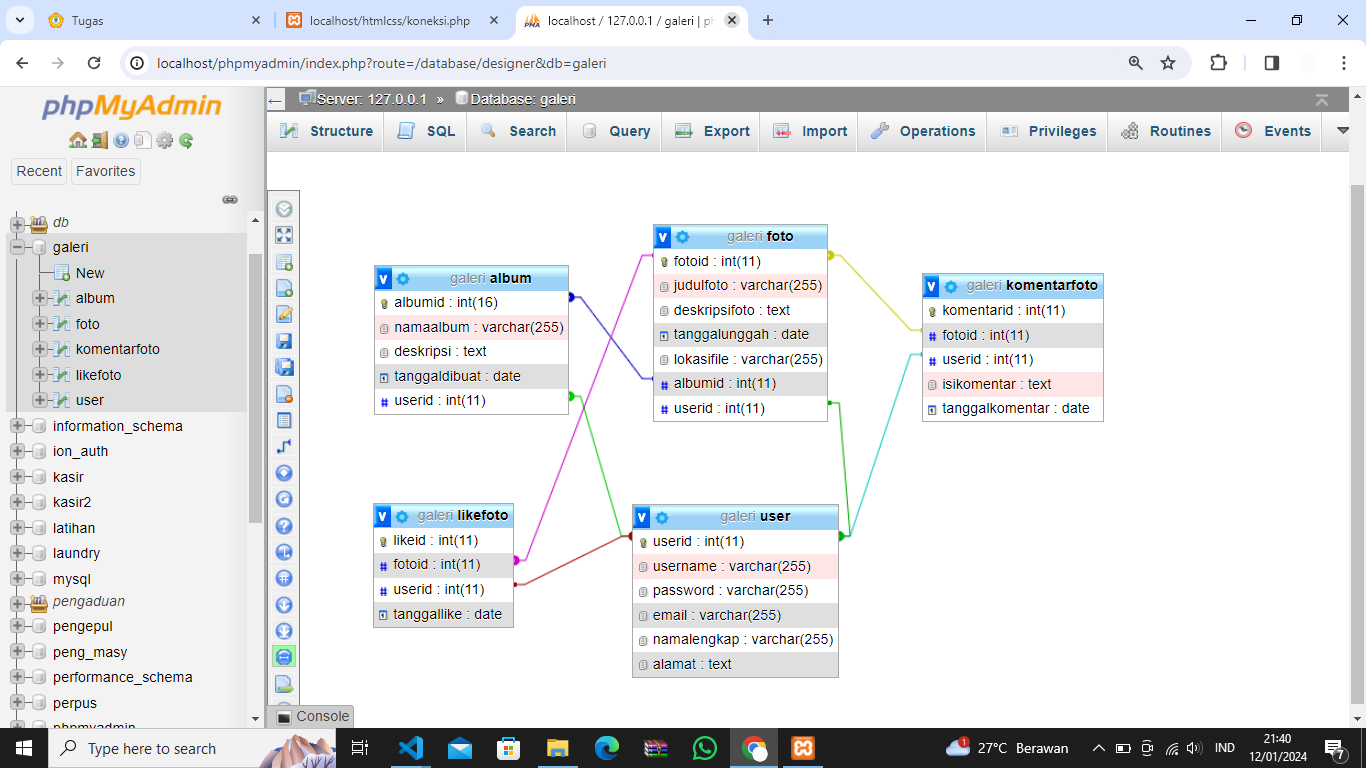 Tugas
localhost/htmlcss/koneksi.php
localhost / 127.0.0.1 / galeri | ph
localhost/phpmyadmin/index.php?route=/database/designer&db=galeri
phpMyAdmin
Recent
Favorites
db
galeri
New
album
foto
komentarfoto
likefoto
user
information_schema
ion_auth
kasir
kasir2
latihan
laundry
mysql
pengaduan
pengepul
peng_masy
performance_schema
perpus
phpmyadmin
Server: 127.0.0.1 » Database: galeri
Structure SQL Search Query Export Import Operations Privileges Routines Events
galeri album
albumid : int(16)
namaalbum : varchar(255)
deskripsi : text
tanggaldibuat : date
userid : int(11)
galeri foto
fotoid : int(11)
judulfoto : varchar(255)
deskripsifoto : text
tanggalunggah : date
lokasifile : varchar(255)
albumid : int(11)
userid : int(11)
galeri komentarfoto
komentarid : int(11)
fotoid : int(11)
userid : int(11)
isikomentar : text
tanggalkomentar : date
galeri likefoto
likeid : int(11)
fotoid : int(11)
userid : int(11)
tanggallike : date
galeri user
userid : int(11)
username : varchar(255)
password : varchar(255)
email : varchar(255)
namalengkap : varchar(255)
alamat : text
Console
Type here to search
27°C Berawan
IND
21:40
12/01/2024
7